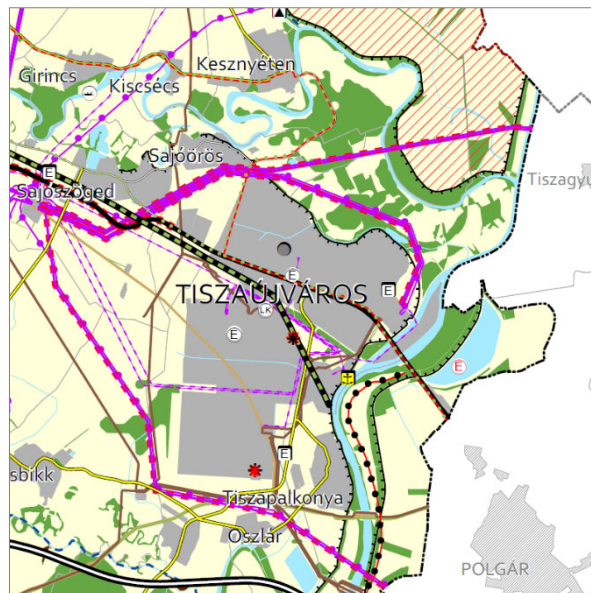 Kesznyéten
Girincs
Kiscsécs
Sajóörös
E
Sajószöged
Tiszagyu
E
TISZAÚJVÁROS
E
LK
E
E
E
sbikk
Tiszapalkonya
Oszlár
POLGÁR